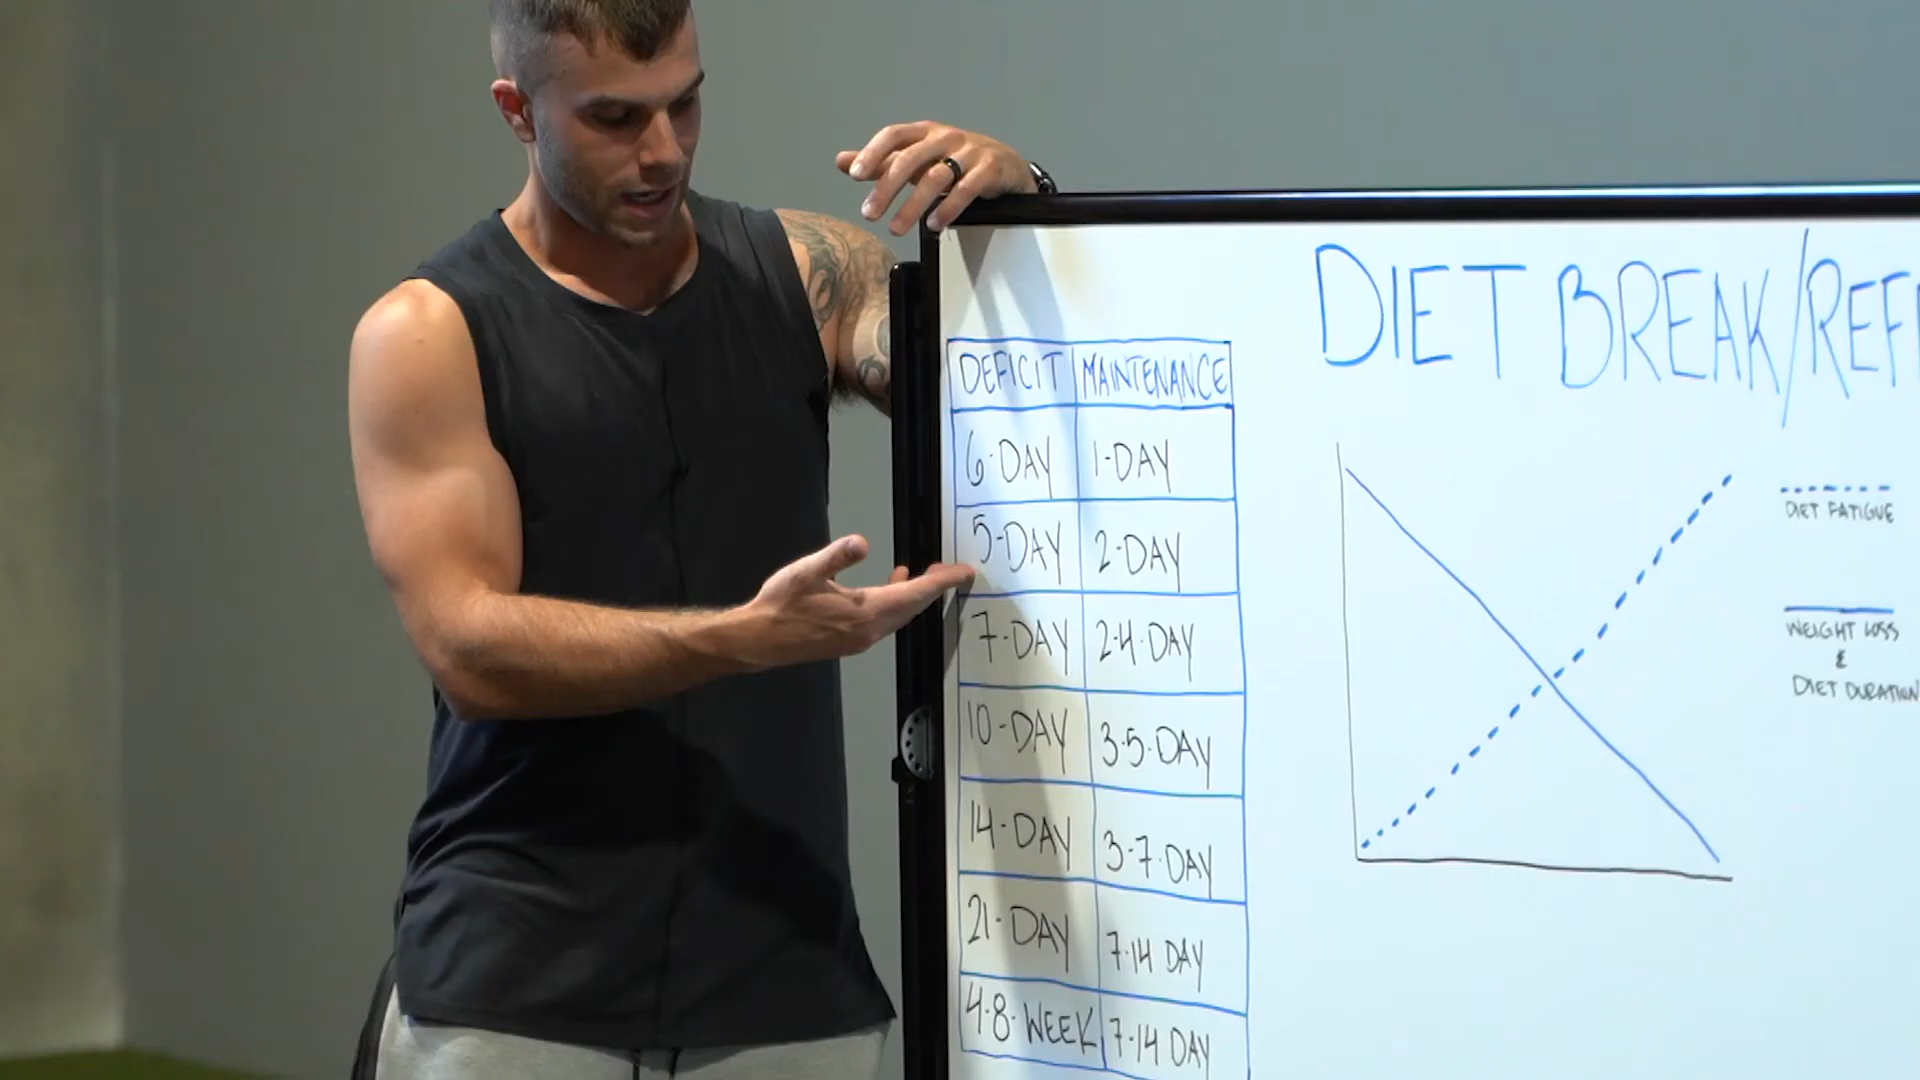 DIET BREAK/REF
DEFICIT MAINTENANCE
6-DAY 1-DAY
5-DAY 2-DAY
7-DAY 2-4-DAY
10-DAY 3-5-DAY
14-DAY 3-7-DAY
21-DAY 7-14 DAY
4-8-WEEK 7-14 DAY
DIET FATIGUE
WEIGHT LOSS
&
DIET DURATION